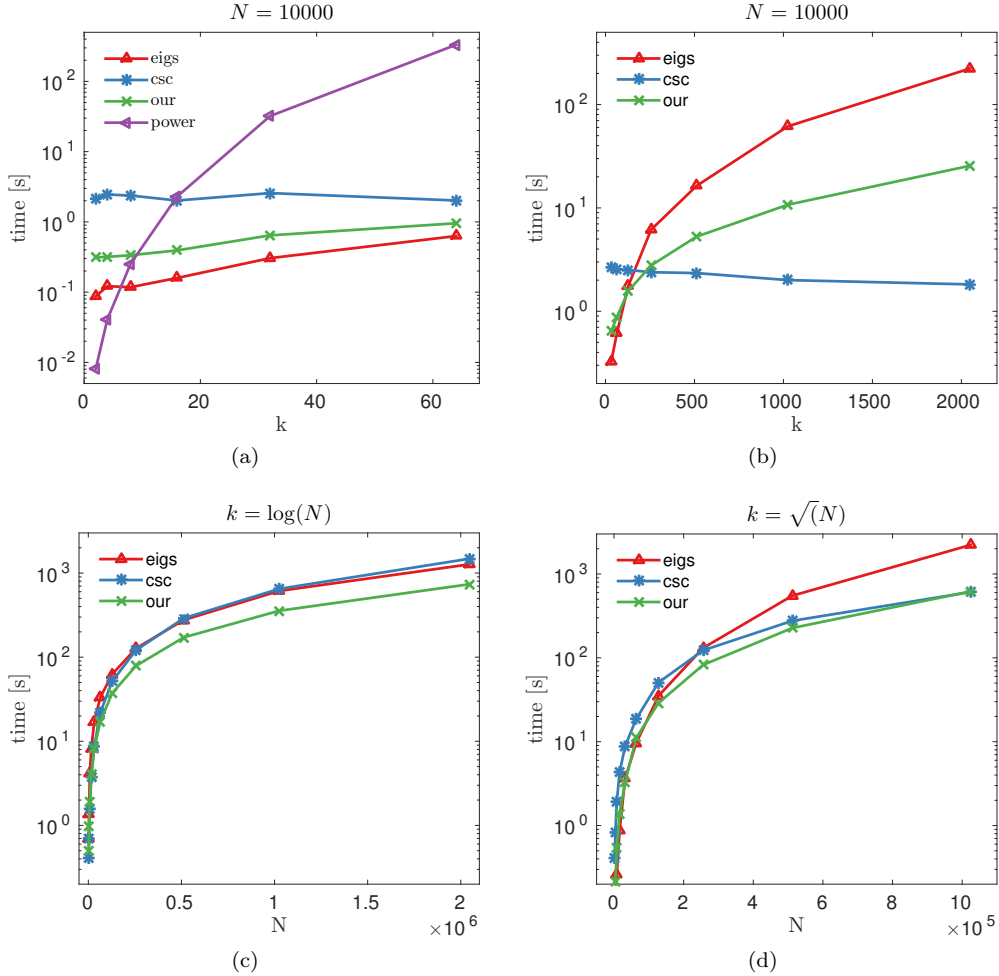 N = 10000
time [s]
10^2
10^1
10^0
10^-1
10^-2
eigs
csc
our
power
0 20 40 60
k
(a)
N = 10000
time [s]
10^2
10^1
10^0
eigs
csc
our
0 500 1000 1500 2000
k
(b)
k = log(N)
time [s]
10^3
10^2
10^1
10^0
eigs
csc
our
0 0.5 1 1.5 2
N
×10^6
(c)
k = √(N)
time [s]
10^3
10^2
10^1
10^0
eigs
csc
our
0 2 4 6 8 10
N
×10^5
(d)